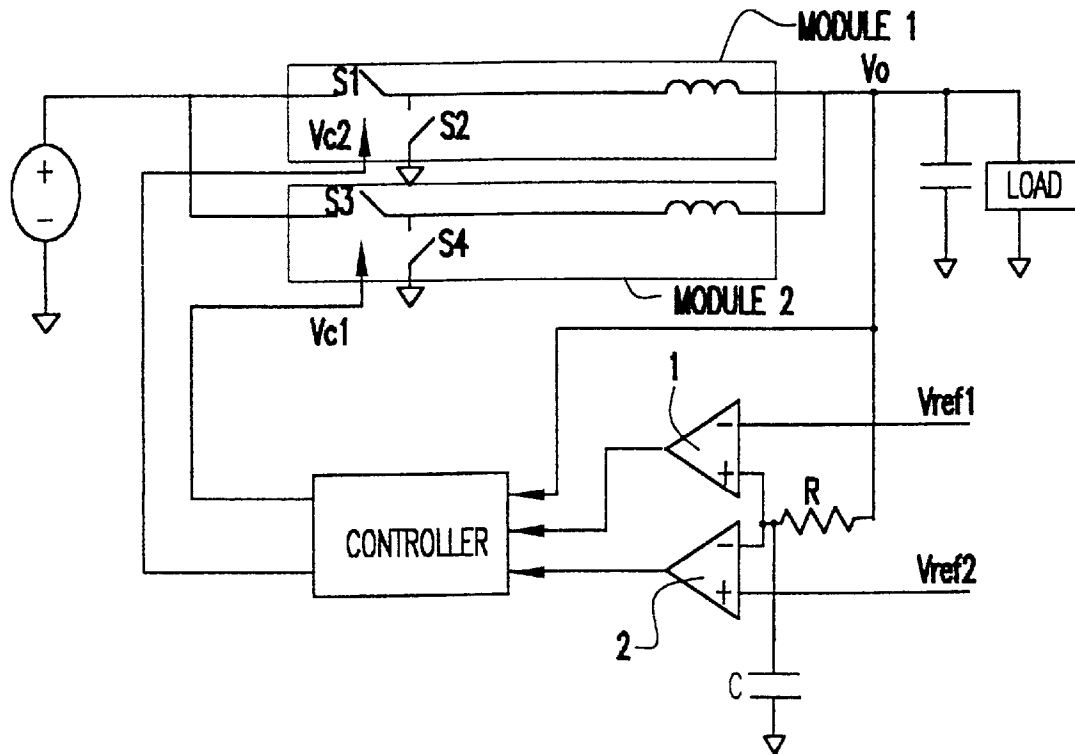 MODULE 1
Vo
S1
Vc2
S2
+
−
LOAD
S3
S4
MODULE 2
Vc1
1
Vref1
−
+
R
CONTROLLER
−
+
Vref2
2
C